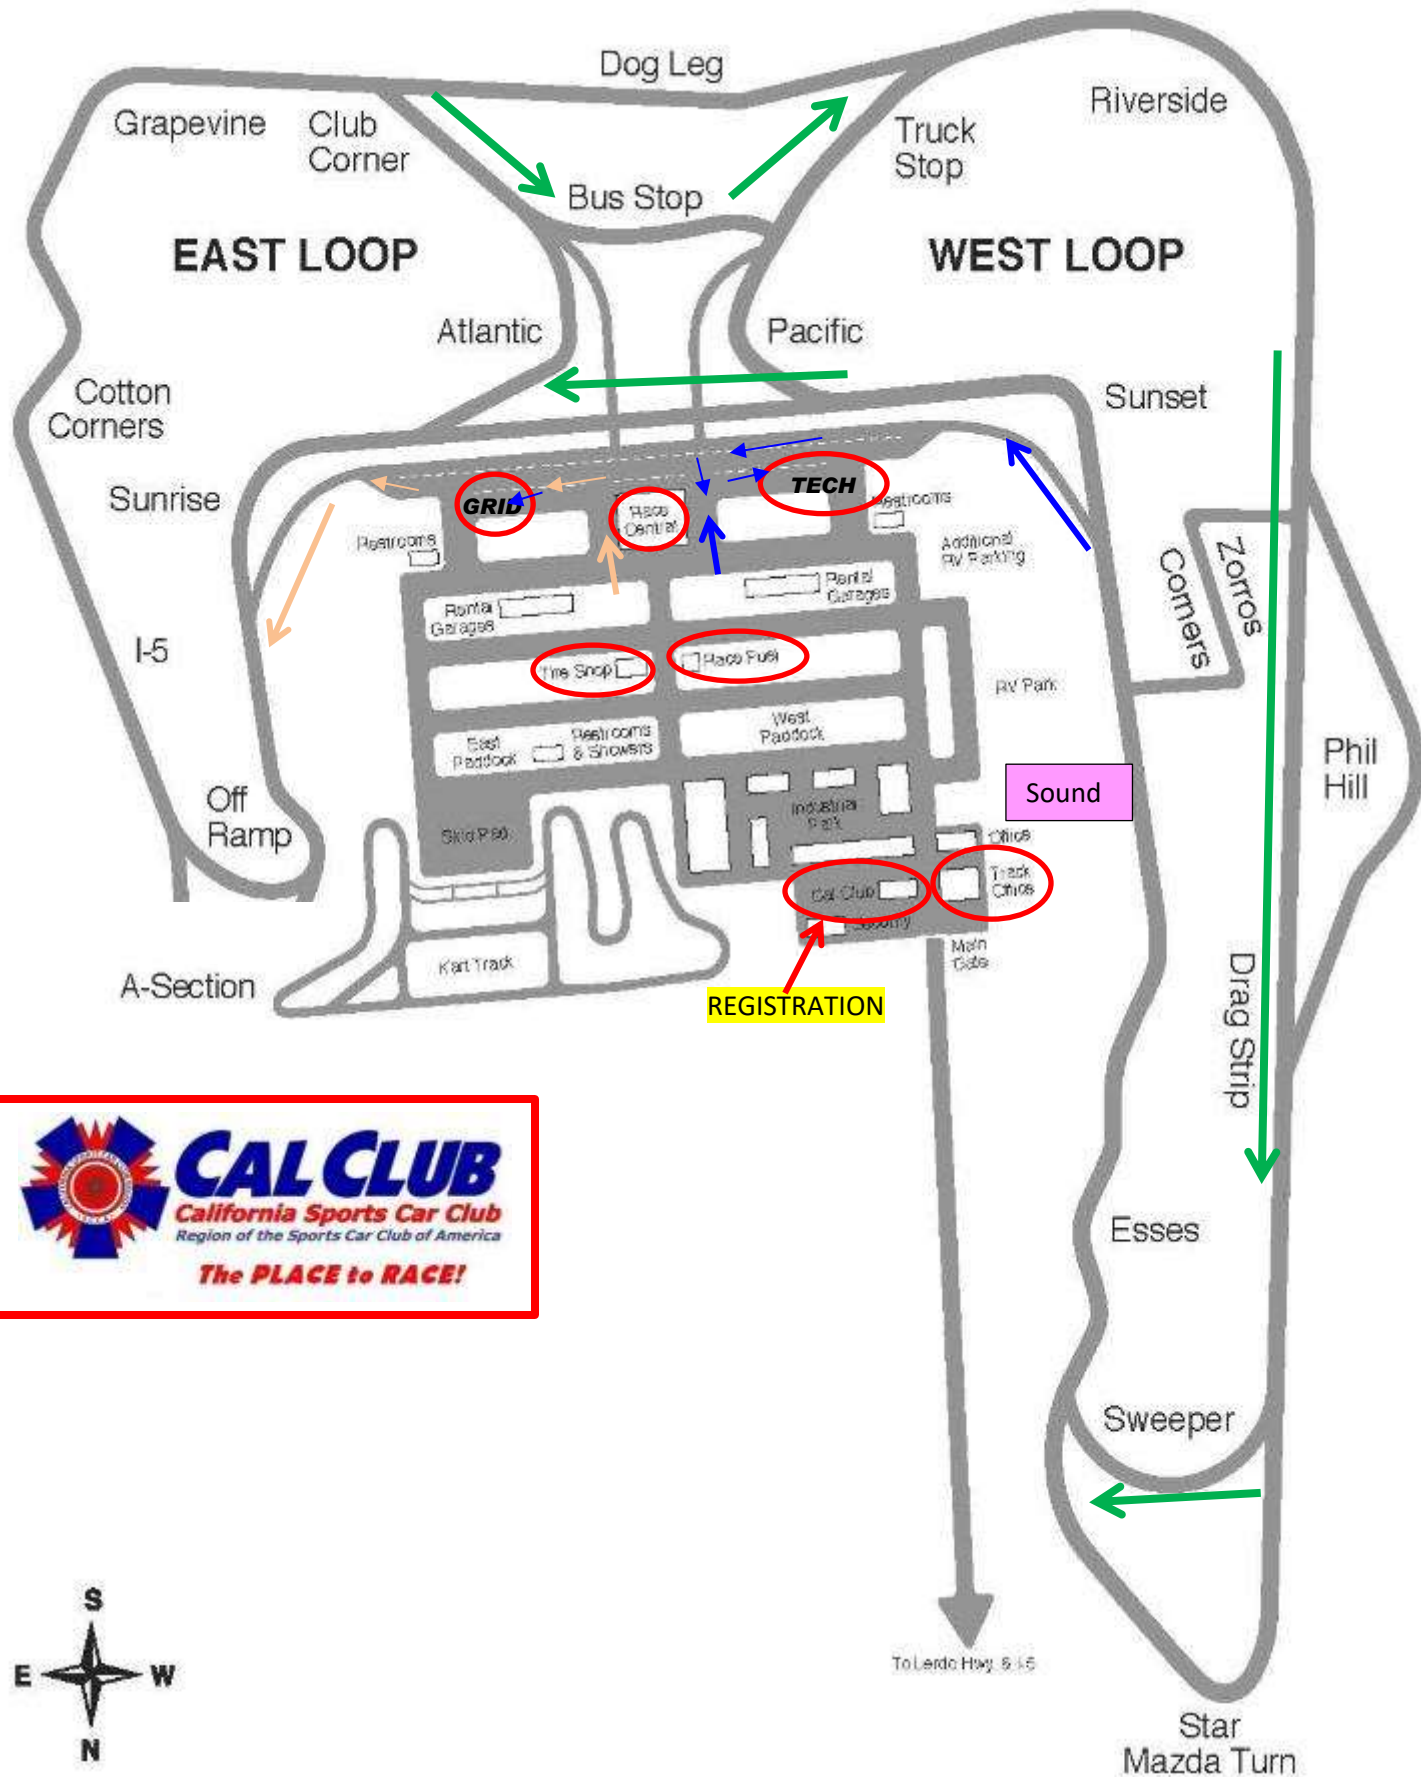 Dog Leg
Riverside
Grapevine
Club
Corner
Truck
Stop
Bus Stop
EAST LOOP
WEST LOOP
Atlantic
Pacific
Cotton
Corners
Sunset
Sunrise
GRID
Race
Central
TECH
Restrooms
Restrooms
Additional
RV Parking
Zorros
Corners
Rental
Garages
Rental
Garages
I-5
Tire Shop
Race Fuel
RV Park
East
Paddock
Restrooms
& Showers
West
Paddock
Phil
Hill
Sound
Off
Ramp
Skid Pad
Industrial
Park
Office
Cal Club
Track
Office
Security
Main
Gate
Kart Track
A-Section
REGISTRATION
Drag Strip
CAL CLUB
California Sports Car Club
Region of the Sports Car Club of America
The PLACE to RACE!
Esses
Sweeper
S
E W
N
To Lerdo Hwy. & I-5
Star
Mazda Turn